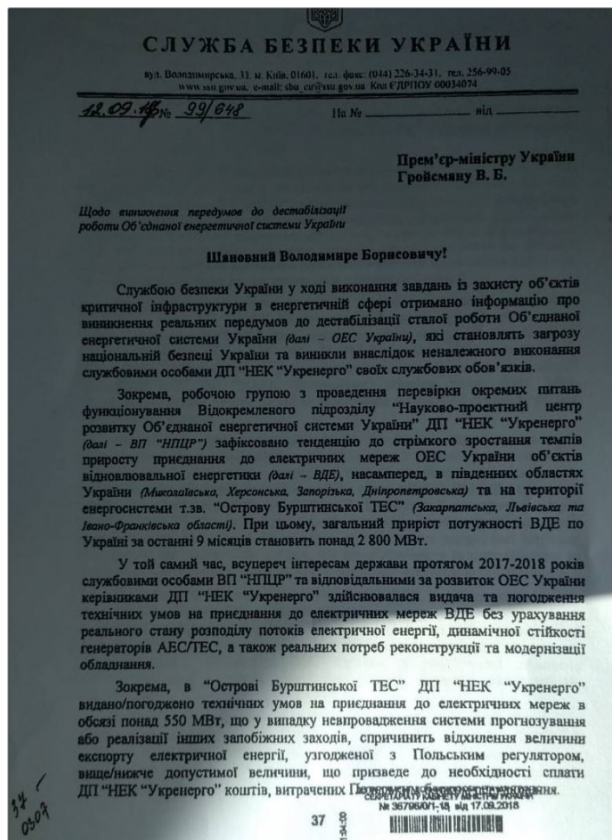 СЛУЖБА БЕЗПЕКИ УКРАЇНИ
вул. Володимирська, 33, м. Київ, 01601, тел. факс: (044) 226-34-31, тел. 256-99-05
www.ssu.gov.ua, e-mail: sbu_cu@ssu.gov.ua Код ЄДРПОУ 00034074
12.09.18 № 99/648 На № від
Прем’єр-міністру України
Гройсману В. Б.
Щодо виникнення передумов до дестабілізації
роботи Об’єднаної енергетичної системи України
Шановний Володимире Борисовичу!
Службою безпеки України у ході виконання завдань із захисту об’єктів
критичної інфраструктури в енергетичній сфері отримано інформацію про
виникнення реальних передумов до дестабілізації сталої роботи Об’єднаної
енергетичної системи України (далі – ОЕС України), які становлять загрозу
національній безпеці України та виникли внаслідок неналежного виконання
службовими особами ДП “НЕК “Укренерго” своїх службових обов’язків.
Зокрема, робочою групою з проведення перевірки окремих питань
функціонування Відокремленого підрозділу “Науково-проектний центр
розвитку Об’єднаної енергетичної системи України” ДП “НЕК “Укренерго”
(далі – ВП “НПЦР”) зафіксовано тенденцію до стрімкого зростання темпів
приросту приєднання до електричних мереж ОЕС України об’єктів
відновлювальної енергетики (далі – ВДЕ), насамперед, в південних областях
України (Миколаївська, Херсонська, Запорізька, Дніпропетровська) та на території
енергосистеми т.зв. “Острову Бурштинської ТЕС” (Закарпатська, Львівська та
Івано-Франківська області). При цьому, загальний приріст потужності ВДЕ по
Україні за останні 9 місяців становить понад 2 800 МВт.
У той самий час, всупереч інтересам держави протягом 2017-2018 років
службовими особами ВП “НПЦР” та відповідальними за розвиток ОЕС України
керівниками ДП “НЕК “Укренерго” здійснювалася видача та погодження
технічних умов на приєднання до електричних мереж ВДЕ без урахування
реального стану розподілу потоків електричної енергії, динамічної стійкості
генераторів АЕС/ТЕС, а також реальних потреб реконструкції та модернізації
обладнання.
Зокрема, в “Острові Бурштинської ТЕС” ДП “НЕК “Укренерго”
видано/погоджено технічних умов на приєднання до електричних мереж в
обсязі понад 550 МВт, що у випадку невпровадження системи прогнозування
або реалізації інших запобіжних заходів, спричинить відхилення величини
експорту електричної енергії, узгодженої з Польським регулятором,
вище/нижче допустимої величини, що призведе до необхідності сплати
ДП “НЕК “Укренерго” коштів, витрачених
№ 36796/0/1-18 від 17.09.2018
37
37
0307